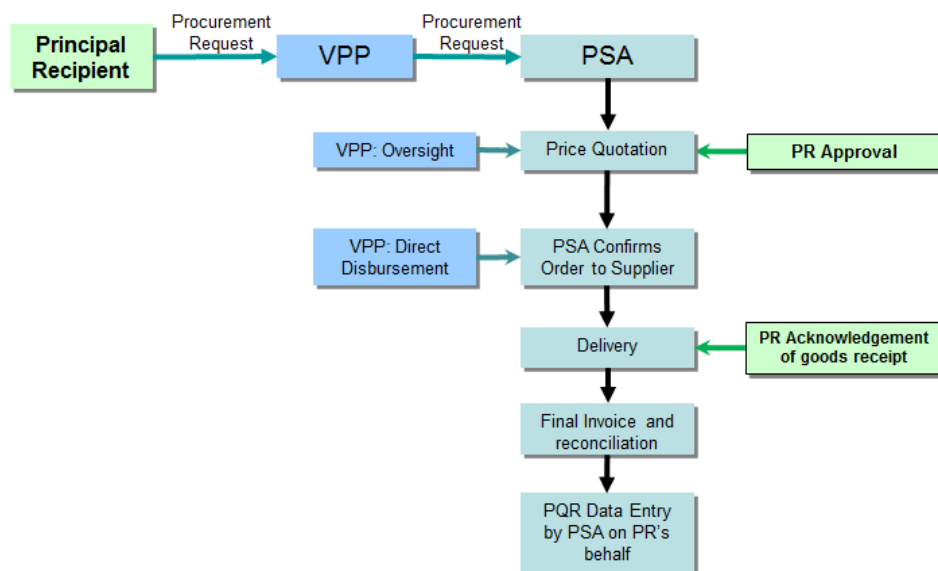 Procurement
Request
Procurement
Request
Principal
Recipient
VPP
PSA
VPP: Oversight
Price Quotation
PR Approval
VPP: Direct
Disbursement
PSA Confirms
Order to Supplier
Delivery
PR Acknowledgement
of goods receipt
Final Invoice and
reconciliation
PQR Data Entry
by PSA on PR's
behalf